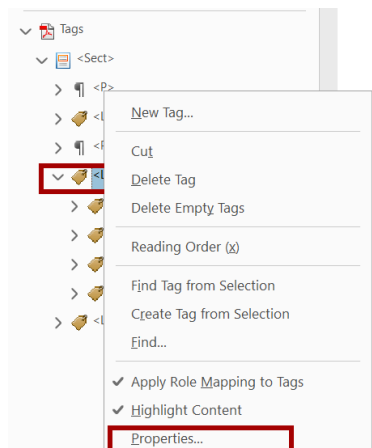 Tags
<Sect>
<P>
New Tag...
Cut
Delete Tag
Delete Empty Tags
Reading Order (x)
Find Tag from Selection
Create Tag from Selection
Find...
Apply Role Mapping to Tags
Highlight Content
Properties...